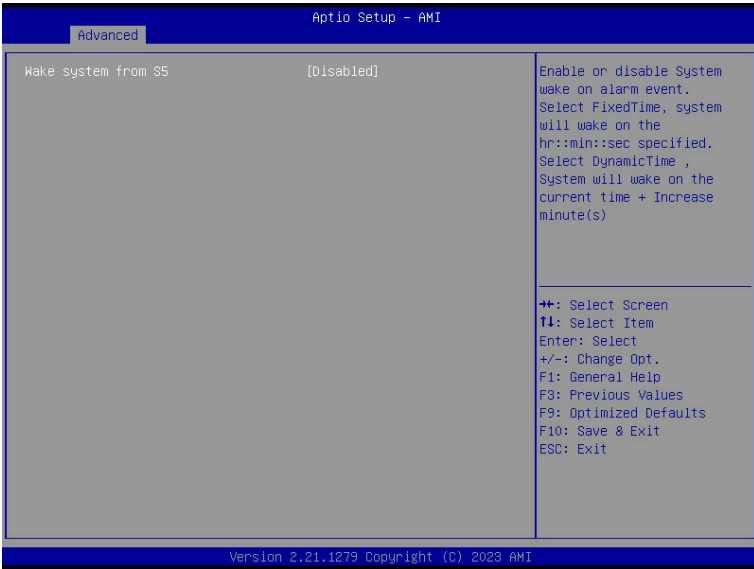 Aptio Setup – AMI
Advanced
Wake system from S5 [Disabled]
Enable or disable System
wake on alarm event.
Select FixedTime, system
will wake on the
hr::min::sec specified.
Select DynamicTime ,
System will wake on the
current time + Increase
minute(s)
→←: Select Screen
↑↓: Select Item
Enter: Select
+/-: Change Opt.
F1: General Help
F3: Previous Values
F9: Optimized Defaults
F10: Save & Exit
ESC: Exit
Version 2.21.1279 Copyright (C) 2023 AMI